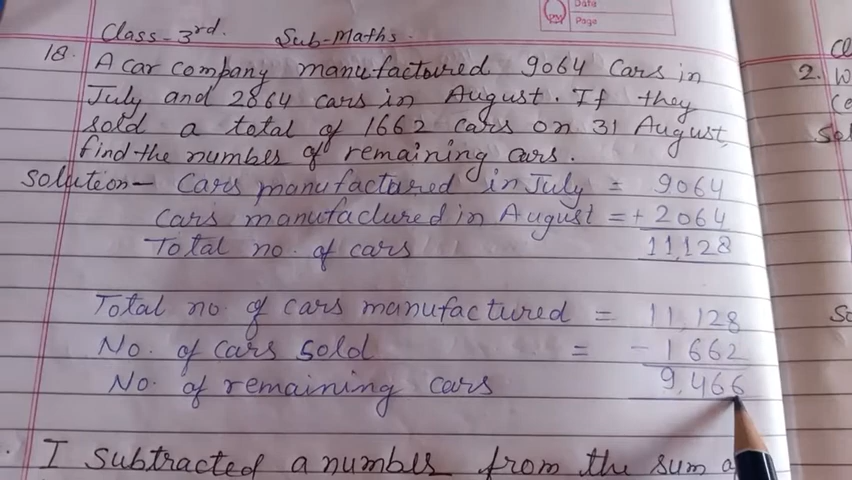 Data
Page
Class-3rd. Sub-Maths.
18. A car company manufactured 9064 Cars in
July and 2864 cars in August. If they
sold a total of 1662 cars on 31 August,
find the number of remaining cars.
Solution- Cars manufactured in July = 9064
Cars manufactured in August = + 2064
Total no. of cars 11,128
Total no. of cars manufactured = 11,128
No. of cars sold = - 1662
No. of remaining cars 9,466
I subtracted a number from the sum
2.